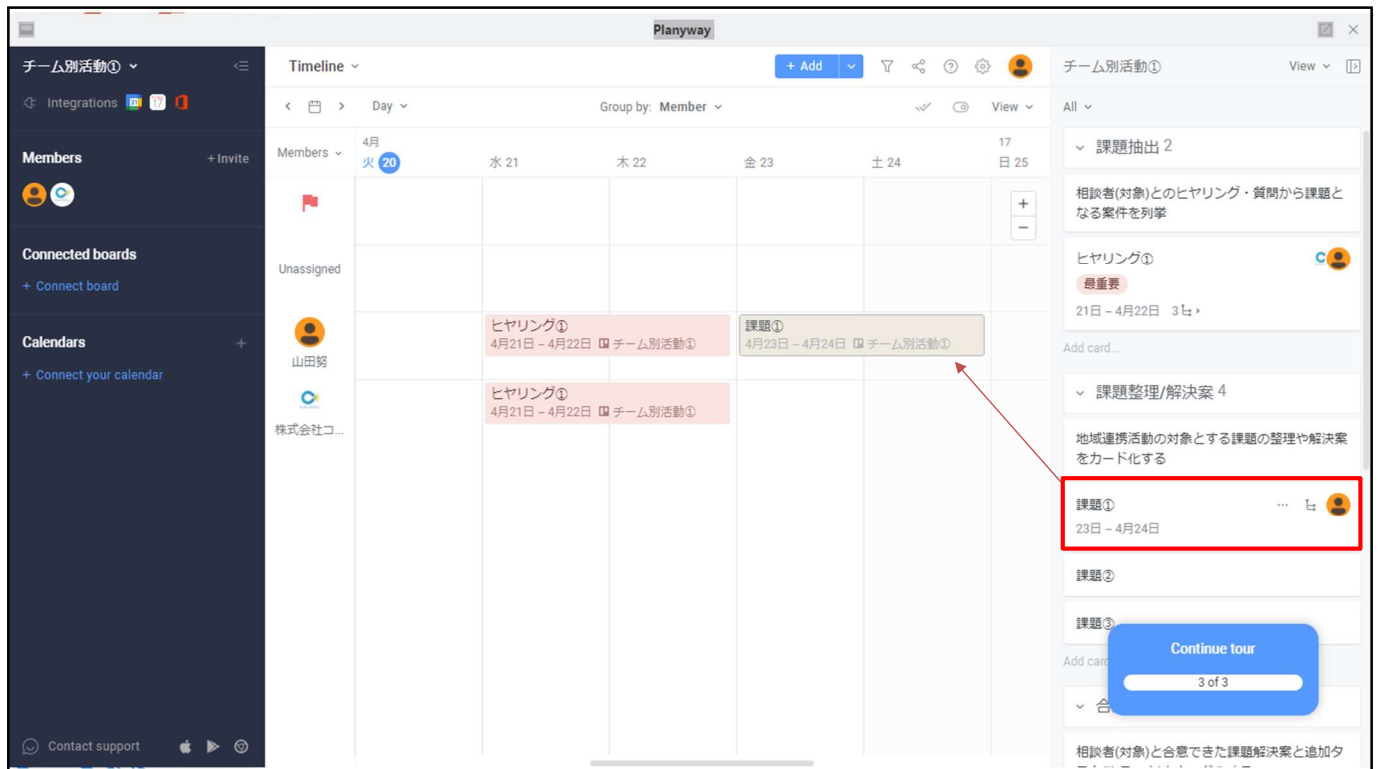 Planyway
チーム別活動①
Integrations
Members
+ Invite
Connected boards
+ Connect board
Calendars
+
+ Connect your calendar
Contact support
Timeline
+ Add
Day
Group by: Member
View
Members
4月
火 20
水 21
木 22
金 23
土 24
17
日 25
+
−
Unassigned
山田努
ヒヤリング①
4月21日 – 4月22日 チーム別活動①
課題①
4月23日 – 4月24日 チーム別活動①
株式会社コ...
ヒヤリング①
4月21日 – 4月22日 チーム別活動①
チーム別活動①
View
All
課題抽出 2
相談者(対象)とのヒヤリング・質問から課題と
なる案件を列挙
ヒヤリング①
最重要
21日 – 4月22日 3
Add card...
課題整理/解決案 4
地域連携活動の対象とする課題の整理や解決案
をカード化する
課題①
23日 – 4月24日
課題②
課題③
Add card
Continue tour
3 of 3
合
相談者(対象)と合意できた課題解決案と追加タ